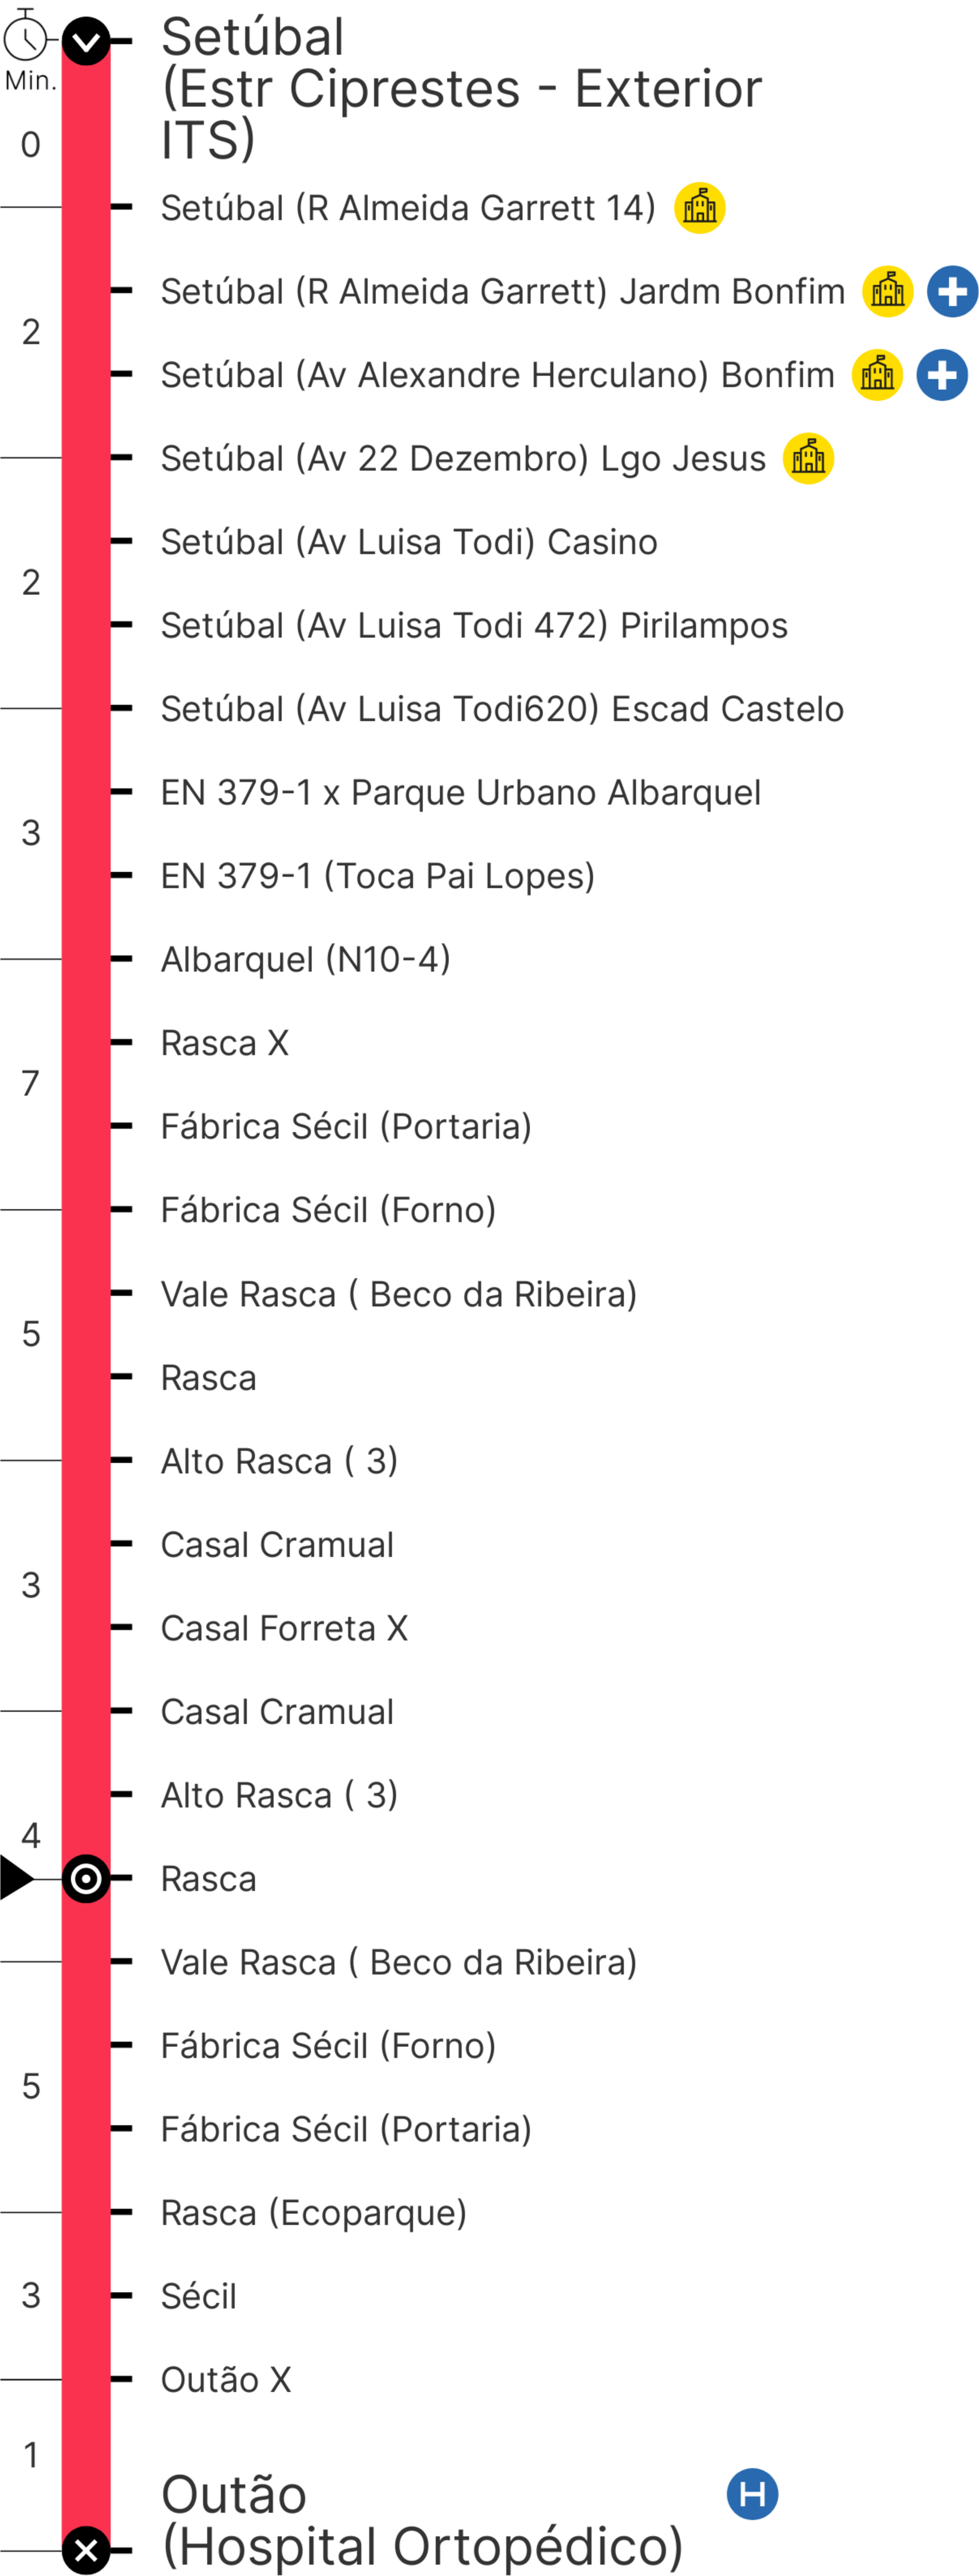 Setúbal
(Estr Ciprestes - Exterior
ITS)
Min.
0
Setúbal (R Almeida Garrett 14)
Setúbal (R Almeida Garrett) Jardm Bonfim
2
Setúbal (Av Alexandre Herculano) Bonfim
Setúbal (Av 22 Dezembro) Lgo Jesus
Setúbal (Av Luisa Todi) Casino
2
Setúbal (Av Luisa Todi 472) Pirilampos
Setúbal (Av Luisa Todi620) Escad Castelo
EN 379-1 x Parque Urbano Albarquel
3
EN 379-1 (Toca Pai Lopes)
Albarquel (N10-4)
Rasca X
7
Fábrica Sécil (Portaria)
Fábrica Sécil (Forno)
Vale Rasca ( Beco da Ribeira)
5
Rasca
Alto Rasca ( 3)
Casal Cramual
3
Casal Forreta X
Casal Cramual
Alto Rasca ( 3)
4
Rasca
Vale Rasca ( Beco da Ribeira)
Fábrica Sécil (Forno)
5
Fábrica Sécil (Portaria)
Rasca (Ecoparque)
3
Sécil
Outão X
1
Outão
H
(Hospital Ortopédico)